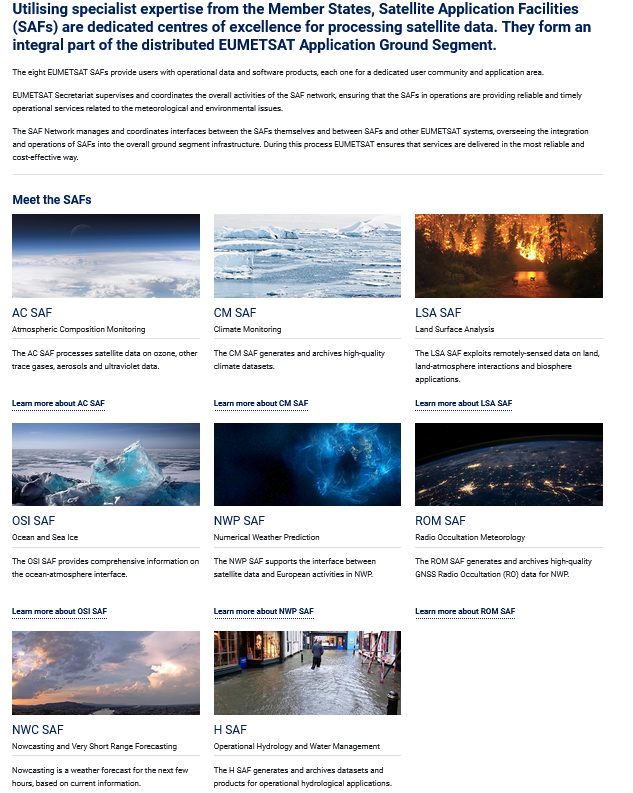 Utilising specialist expertise from the Member States, Satellite Application Facilities
(SAFs) are dedicated centres of excellence for processing satellite data. They form an
integral part of the distributed EUMETSAT Application Ground Segment.
The eight EUMETSAT SAFs provide users with operational data and software products, each one for a dedicated user community and application area.
EUMETSAT Secretariat supervises and coordinates the overall activities of the SAF network, ensuring that the SAFs in operations are providing reliable and timely
operational services related to the meteorological and environmental issues.
The SAF Network manages and coordinates interfaces between the SAFs themselves and between SAFs and other EUMETSAT systems, overseeing the integration
and operations of SAFs into the overall ground segment infrastructure. During this process EUMETSAT ensures that services are delivered in the most reliable and
cost-effective way.
Meet the SAFs
AC SAF
Atmospheric Composition Monitoring
The AC SAF processes satellite data on ozone, other
trace gases, aerosols and ultraviolet data.
Learn more about AC SAF
CM SAF
Climate Monitoring
The CM SAF generates and archives high-quality
climate datasets.
Learn more about CM SAF
LSA SAF
Land Surface Analysis
The LSA SAF exploits remotely-sensed data on land,
land-atmosphere interactions and biosphere
applications.
Learn more about LSA SAF
OSI SAF
Ocean and Sea Ice
The OSI SAF provides comprehensive information on
the ocean-atmosphere interface.
Learn more about OSI SAF
NWP SAF
Numerical Weather Prediction
The NWP SAF supports the interface between
satellite data and European activities in NWP.
Learn more about NWP SAF
ROM SAF
Radio Occultation Meteorology
The ROM SAF generates and archives high-quality
GNSS Radio Occultation (RO) data for NWP.
Learn more about ROM SAF
NWC SAF
Nowcasting and Very Short Range Forecasting
Nowcasting is a weather forecast for the next few
hours, based on current information.
H SAF
Operational Hydrology and Water Management
The H SAF generates and archives datasets and
products for operational hydrological applications.